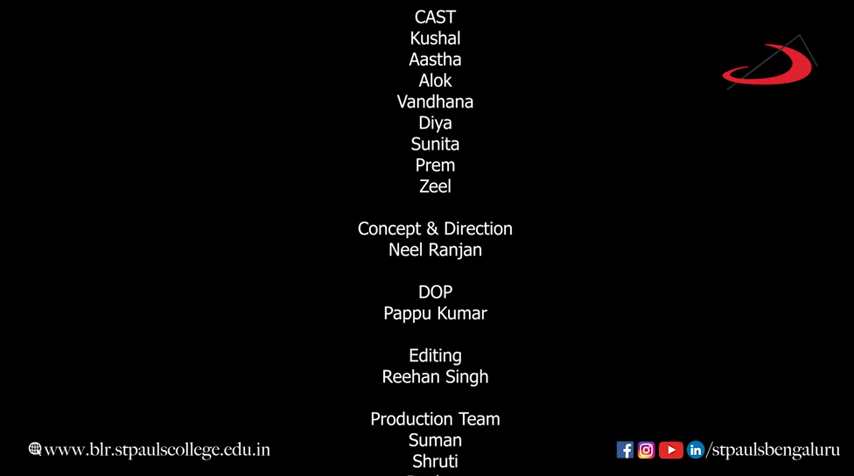 CAST
Kushal
Aastha
Alok
Vandhana
Diya
Sunita
Prem
Zeel
Concept & Direction
Neel Ranjan
DOP
Pappu Kumar
Editing
Reehan Singh
Production Team
Suman
Shruti
www.blr.stpaulscollege.edu.in
/stpaulsbengaluru